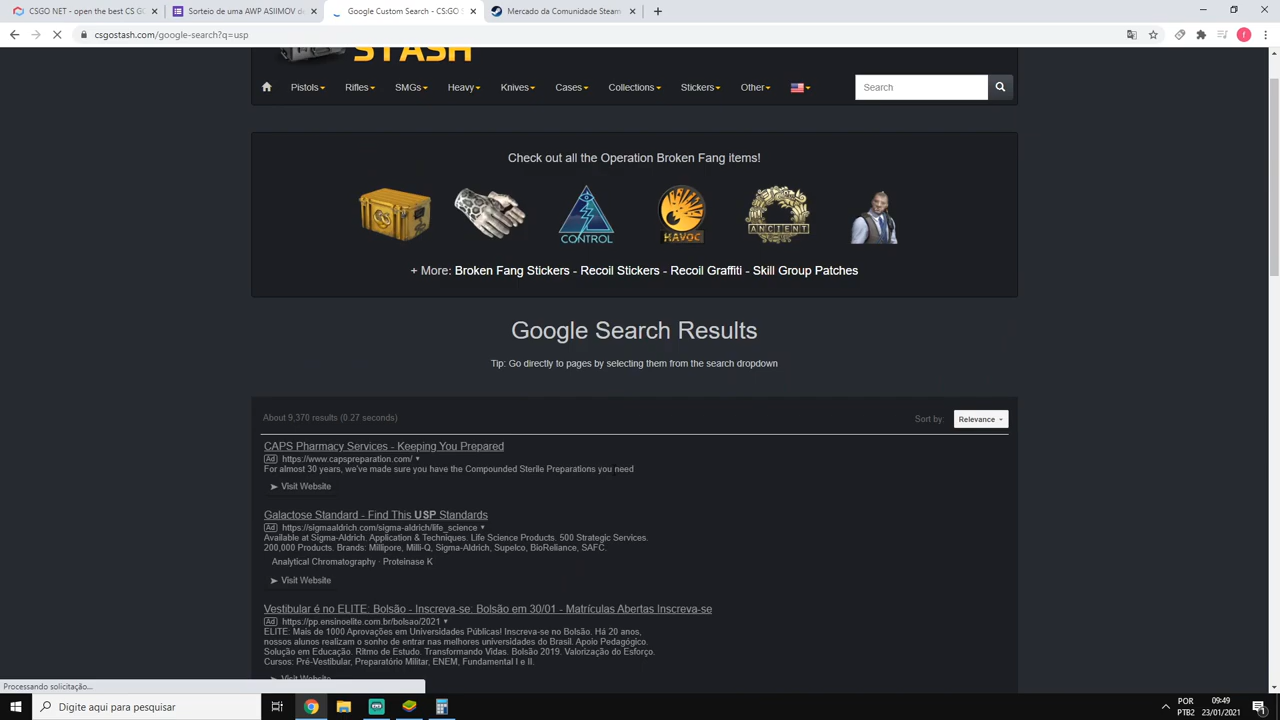 CSGO NET - open the best CS GO
Sorteio de uma AWP ASIIMOV de
Google Custom Search - CS:GO S
Mercado da Comunidade Steam
csgostash.com/google-search?q=usp
f
STASH
Pistols Rifles SMGs Heavy Knives Cases Collections Stickers Other
Search
Check out all the Operation Broken Fang items!
CONTROL
HAVOC
ANCIENT
+ More: Broken Fang Stickers - Recoil Stickers - Recoil Graffiti - Skill Group Patches
Google Search Results
Tip: Go directly to pages by selecting them from the search dropdown
About 9.370 results (0.27 seconds)
Sort by: Relevance
CAPS Pharmacy Services - Keeping You Prepared
Ad https://www.capspreparation.com/
For almost 30 years, we've made sure you have the Compounded Sterile Preparations you need
Visit Website
Galactose Standard - Find This USP Standards
Ad https://sigmaaldrich.com/sigma-aldrich/life_science
Available at Sigma-Aldrich. Application & Techniques. Life Science Products. 500 Strategic Services.
200,000 Products. Brands: Millipore, Milli-Q, Sigma-Aldrich, Supelco, BioReliance, SAFC.
Analytical Chromatography · Proteinase K
Visit Website
Vestibular é no ELITE: Bolsão - Inscreva-se: Bolsão em 30/01 - Matrículas Abertas Inscreva-se
Ad https://pp.ensinoelite.com.br/bolsao/2021
ELITE: Mais de 1000 Aprovações em Universidades Públicas! Inscreva-se no Bolsão. Há 20 anos,
nossos alunos realizam o sonho de entrar nas melhores universidades do Brasil. Apoio Pedagógico.
Solução em Educação. Ritmo de Estudo. Transformando Vidas. Bolsão 2019. Valorização do Esforço.
Cursos: Pré-Vestibular, Preparatório Militar, ENEM, Fundamental I e II.
Visit Website
Processando solicitação...
Digite aqui para pesquisar
POR
PTB2
09:49
23/01/2021
1